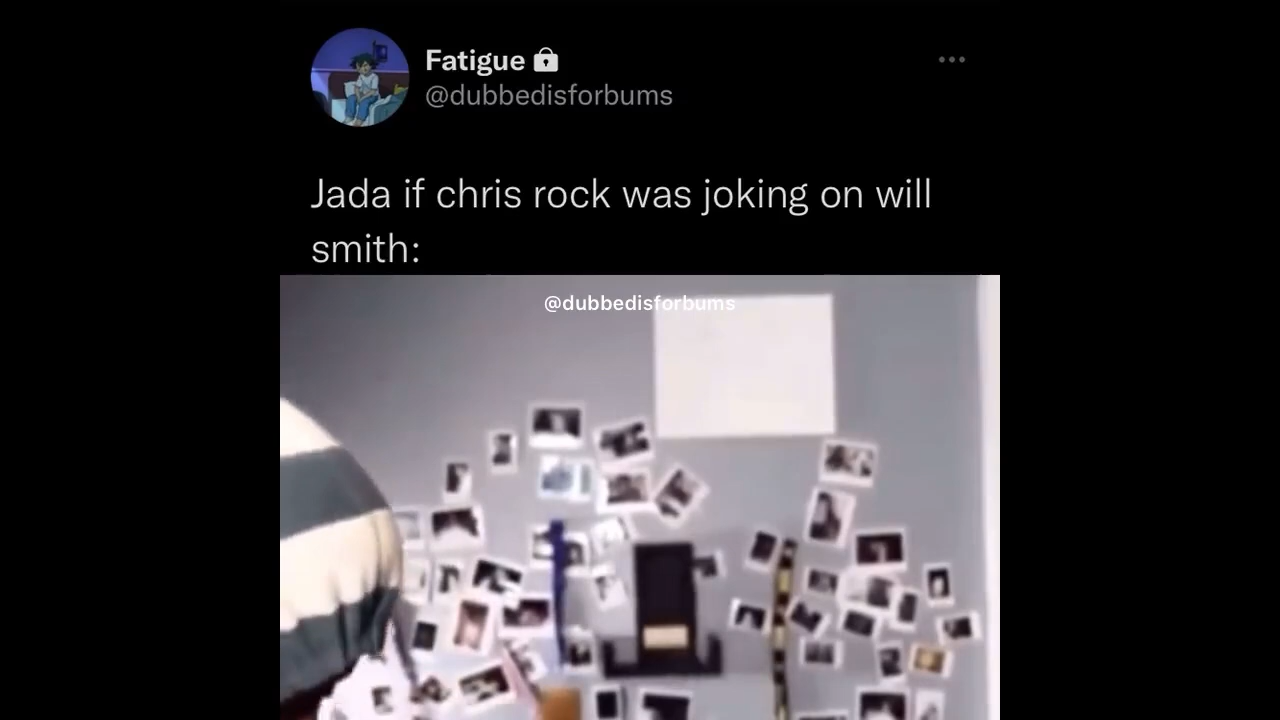 Fatigue
@dubbedisforbums
Jada if chris rock was joking on will
smith:
@dubbedisforbums